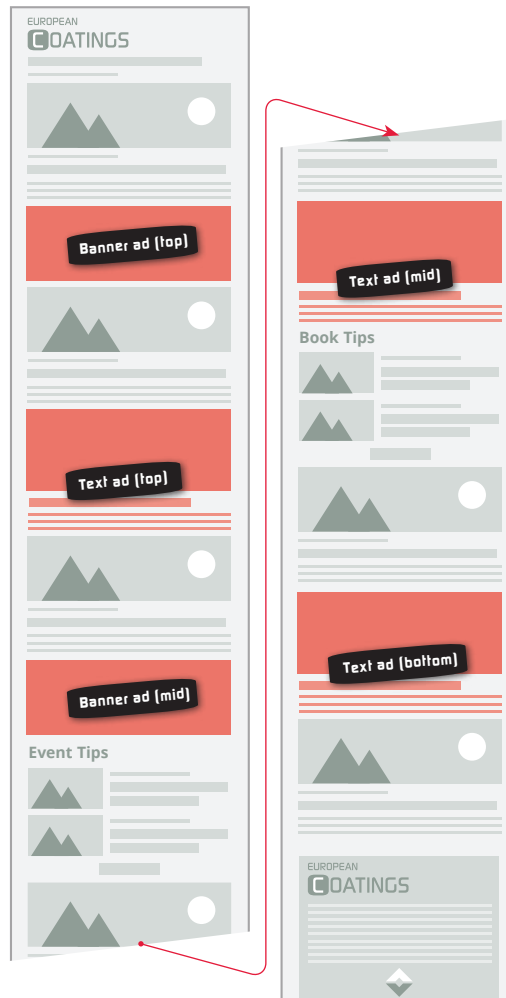 EUROPEAN
COATINGS
Banner ad (top)
Text ad (top)
Banner ad (mid)
Event Tips
Text ad (mid)
Book Tips
Text ad (bottom)
EUROPEAN
COATINGS